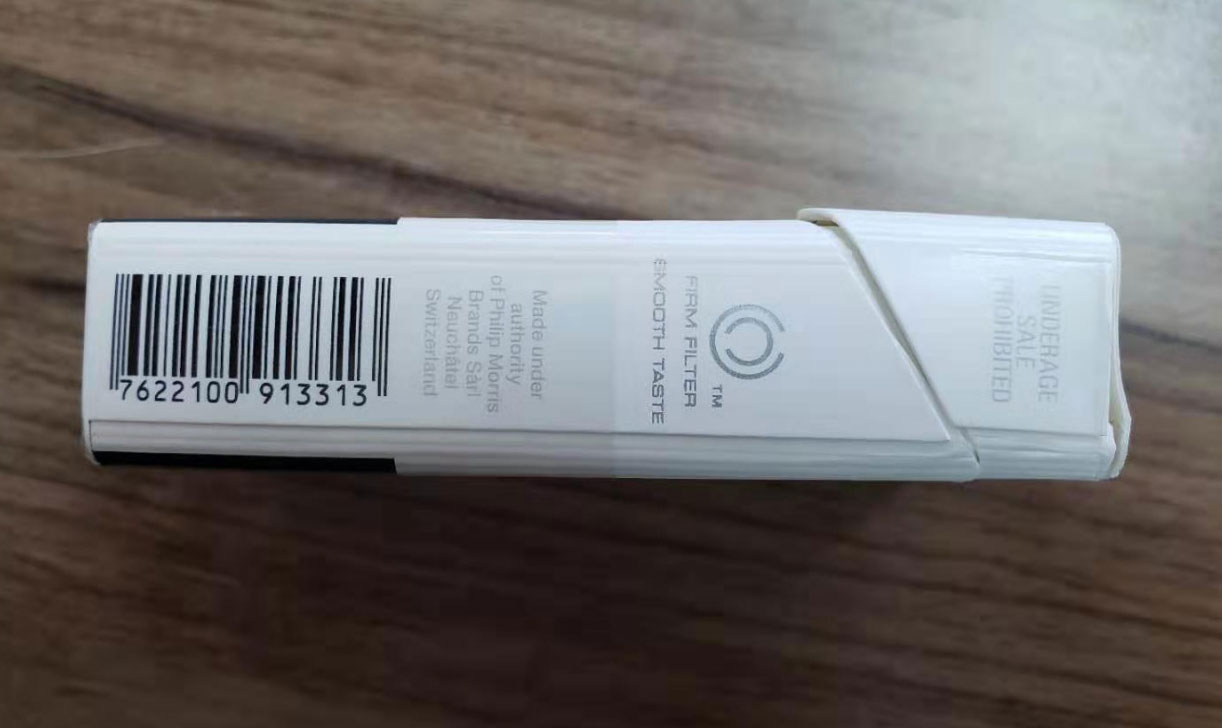 7622100 913313
Made under
authority
of Philip Morris
Brands Sàrl
Neuchâtel
Switzerland
FIRM FILTER
SMOOTH TASTE
TM
UNDERAGE
SALE
PROHIBITED